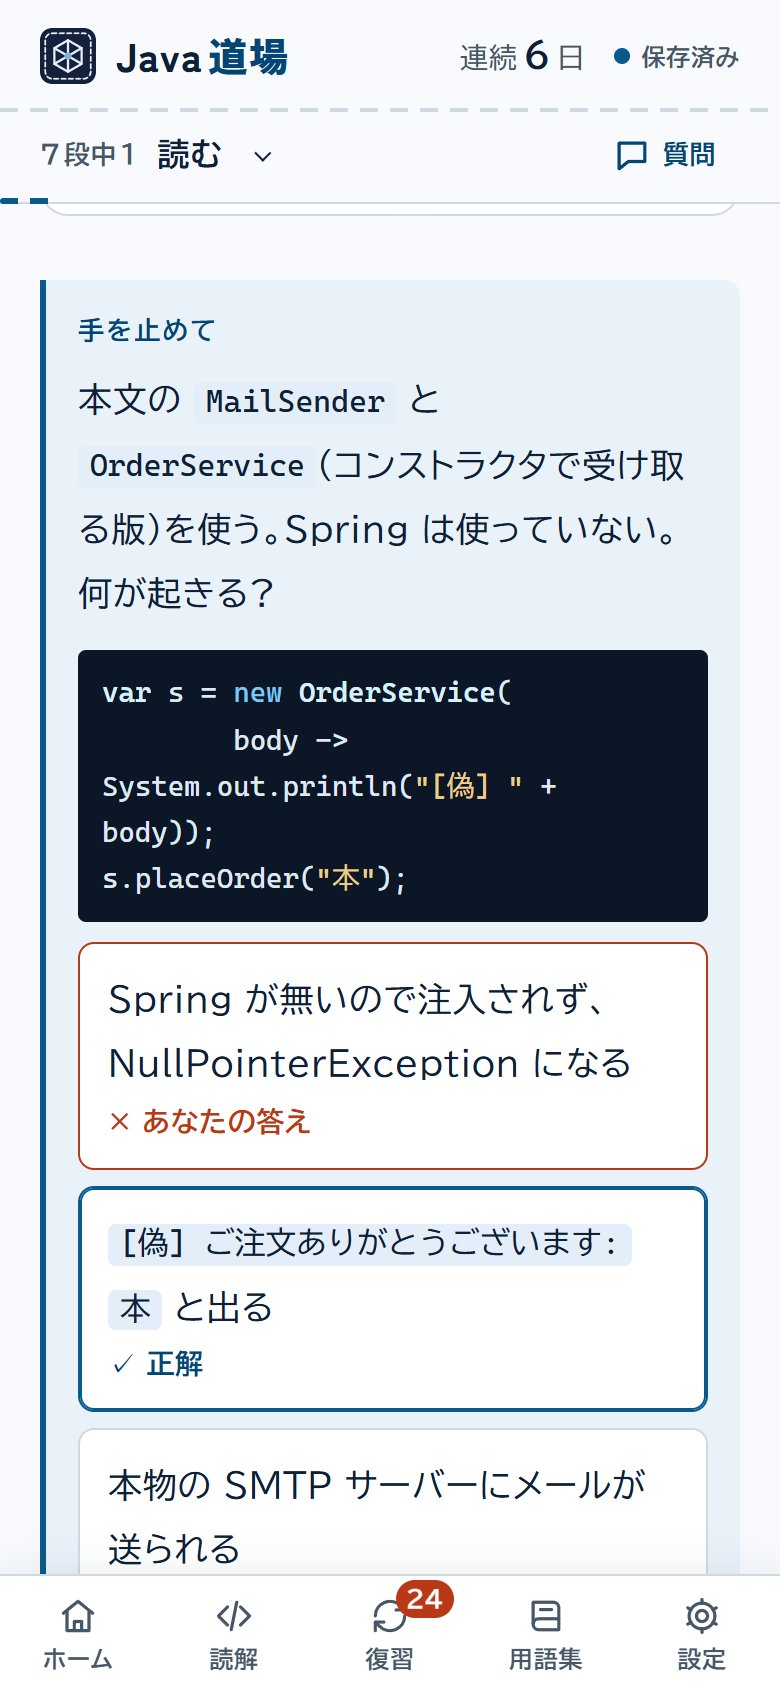 Java道場
連続 6 日
保存済み
7段中1 読む
質問
手を止めて
本文の MailSender と
OrderService(コンストラクタで受け取
る版)を使う。Spring は使っていない。
何が起きる?
var s = new OrderService(
body ->
System.out.println("[偽] " +
body));
s.placeOrder("本");
Spring が無いので注入されず、
NullPointerException になる
× あなたの答え
[偽] ご注文ありがとうございます:
本 と出る
✓ 正解
本物の SMTP サーバーにメールが
送られる
24
ホーム
読解
復習
用語集
設定